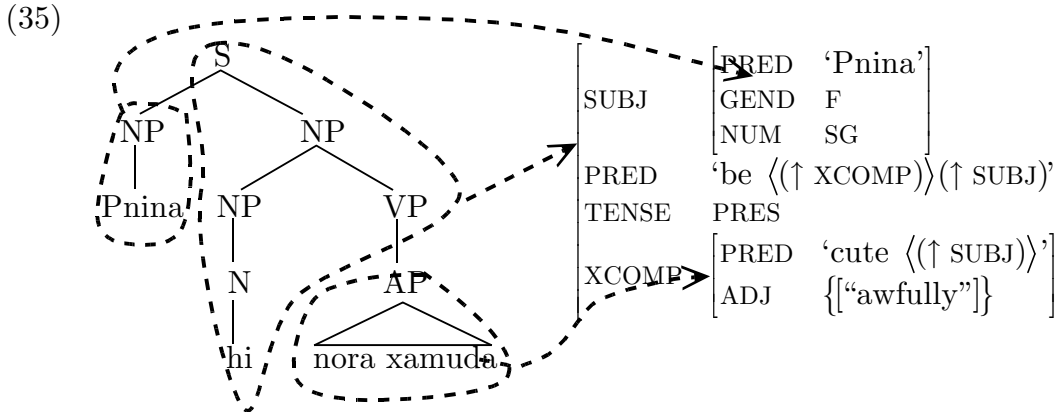 (35)
S
NP NP
Pnina NP VP
N AP
hi nora xamuda
SUBJ
PRED ‘Pnina’
GEND F
NUM SG
PRED ‘be ⟨(↑ XCOMP)⟩(↑ SUBJ)’
TENSE PRES
XCOMP
PRED ‘cute ⟨(↑ SUBJ)⟩’
ADJ {[“awfully”]}